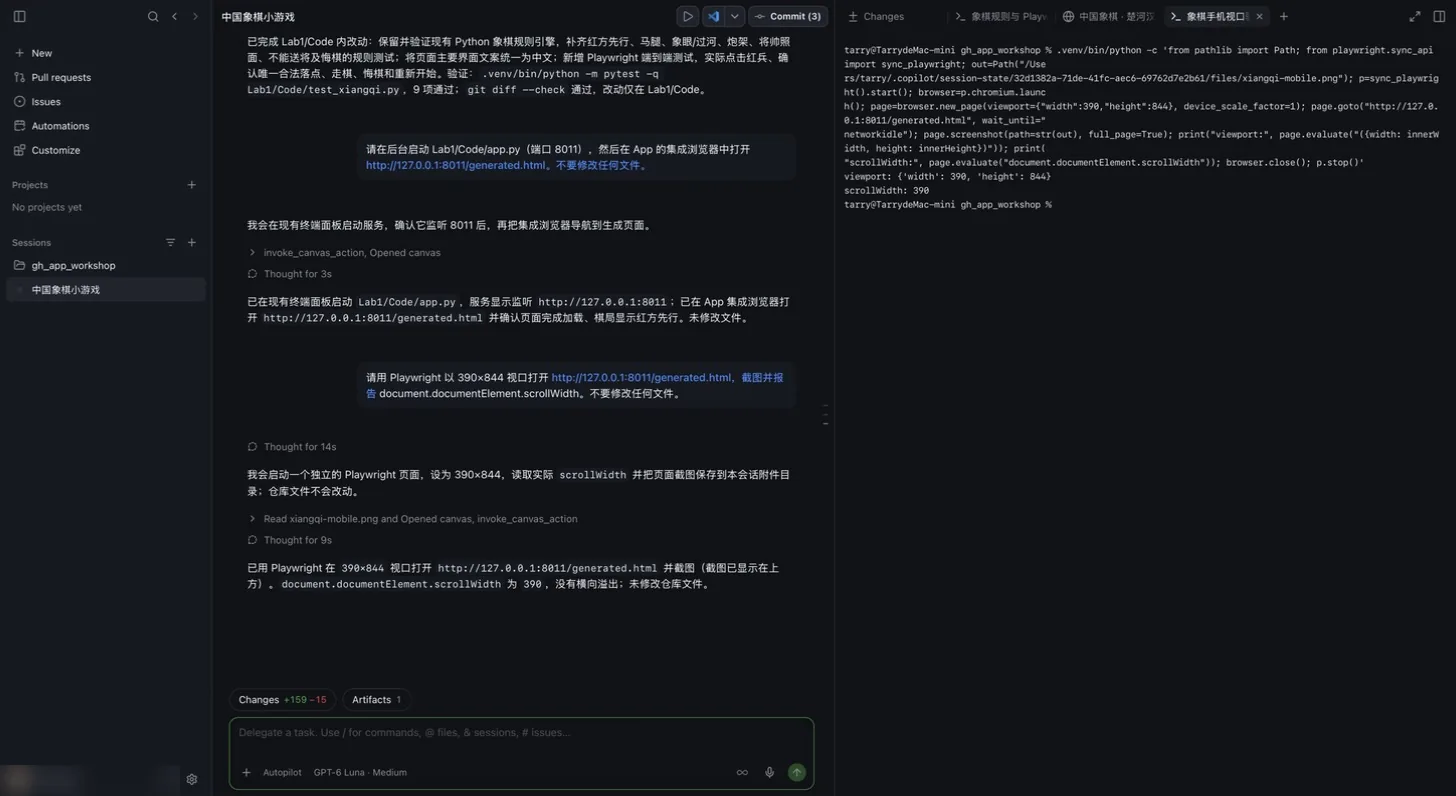 中国象棋小游戏
Commit (3)
Changes
象棋规则与 Playw
中国象棋 · 楚河汉
象棋手机视口
New
Pull requests
Issues
Automations
Customize
Projects
No projects yet
Sessions
gh_app_workshop
中国象棋小游戏
已完成 Lab1/Code 内改动：保留并验证现有 Python 象棋规则引擎，补齐红方先行、马腿、象眼/过河、炮架、将帅照
面、不能送将及悔棋的规则测试；将页面主要界面文案统一为中文；新增 Playwright 端到端测试，实际点击红兵、确
认唯一合法落点、走棋、悔棋和重新开始。验证： .venv/bin/python -m pytest -q
Lab1/Code/test_xiangqi.py ，9 项通过； git diff --check 通过，改动仅在 Lab1/Code。
请在后台启动 Lab1/Code/app.py（端口 8011），然后在 App 的集成浏览器中打开
http://127.0.0.1:8011/generated.html。不要修改任何文件。
我会在现有终端面板启动服务，确认它监听 8011 后，再把集成浏览器导航到生成页面。
invoke_canvas_action, Opened canvas
Thought for 3s
已在现有终端面板启动 Lab1/Code/app.py ，服务显示监听 http://127.0.0.1:8011 ；已在 App 集成浏览器打
开 http://127.0.0.1:8011/generated.html 并确认页面完成加载、棋局显示红方先行。未修改文件。
请用 Playwright 以 390×844 视口打开 http://127.0.0.1:8011/generated.html，截图并报
告 document.documentElement.scrollWidth。不要修改任何文件。
Thought for 14s
我会启动一个独立的 Playwright 页面，设为 390×844，读取实际 scrollWidth 并把页面截图保存到本会话附件目
录；仓库文件不会改动。
Read xiangqi-mobile.png and Opened canvas, invoke_canvas_action
Thought for 9s
已用 Playwright 在 390×844 视口打开 http://127.0.0.1:8011/generated.html 并截图（截图已显示在上
方）。document.documentElement.scrollWidth 为 390 ，没有横向溢出；未修改仓库文件。
Changes +159 −15
Artifacts 1
Delegate a task. Use / for commands, @ files, & sessions, # issues...
Autopilot
GPT-6 Luna · Medium
tarry@TarrydeMac-mini gh_app_workshop % .venv/bin/python -c 'from pathlib import Path; from playwright.sync_api
import sync_playwright; out=Path("/Use
rs/tarry/.copilot/session-state/32d1382a-71de-41fc-aec6-69762d7e2b61/files/xiangqi-mobile.png"); p=sync_playwrig
ht().start(); browser=p.chromium.launc
h(); page=browser.new_page(viewport={"width":390,"height":844}, device_scale_factor=1); page.goto("http://127.0.
0.1:8011/generated.html", wait_until="
networkidle"); page.screenshot(path=str(out), full_page=True); print("viewport:", page.evaluate("({width: innerW
idth, height: innerHeight})")); print(
"scrollWidth:", page.evaluate("document.documentElement.scrollWidth")); browser.close(); p.stop()'
viewport: {'width': 390, 'height': 844}
scrollWidth: 390
tarry@TarrydeMac-mini gh_app_workshop %